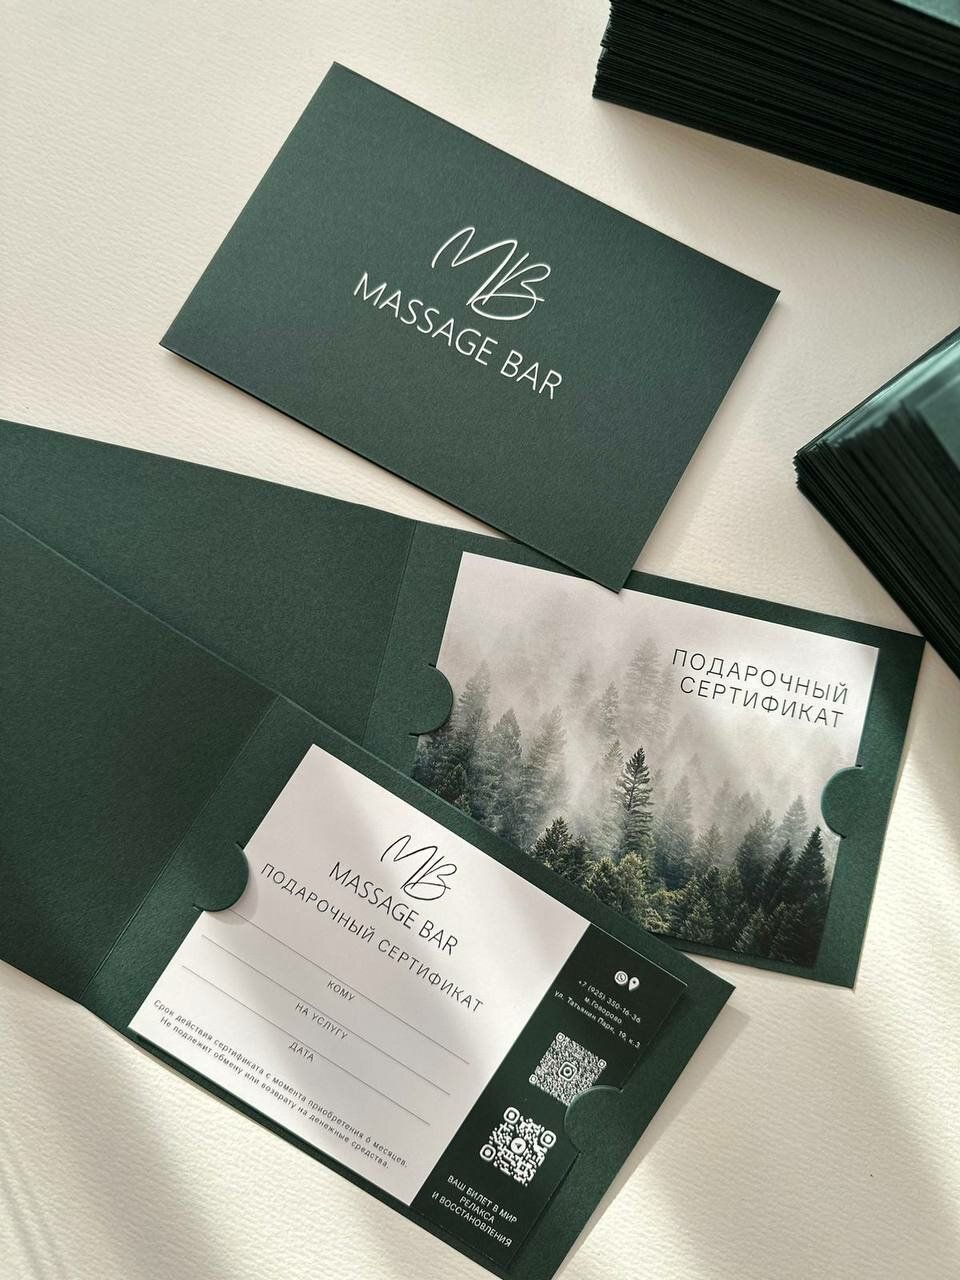 MB
MASSAGE BAR
ПОДАРОЧНЫЙ
СЕРТИФИКАТ
MB
MASSAGE BAR
ПОДАРОЧНЫЙ СЕРТИФИКАТ
КОМУ
НА УСЛУГУ
ДАТА
Срок действия сертификата с момента приобретения 6 месяцев.
Не подлежит обмену или возврату на денежные средства.
+7 (925) 350-16-36
м.Говорово
ул. Татьянин Парк, 19, к.3
ВАШ БИЛЕТ В МИР
РЕЛАКСА
И ВОССТАНОВЛЕНИЯ